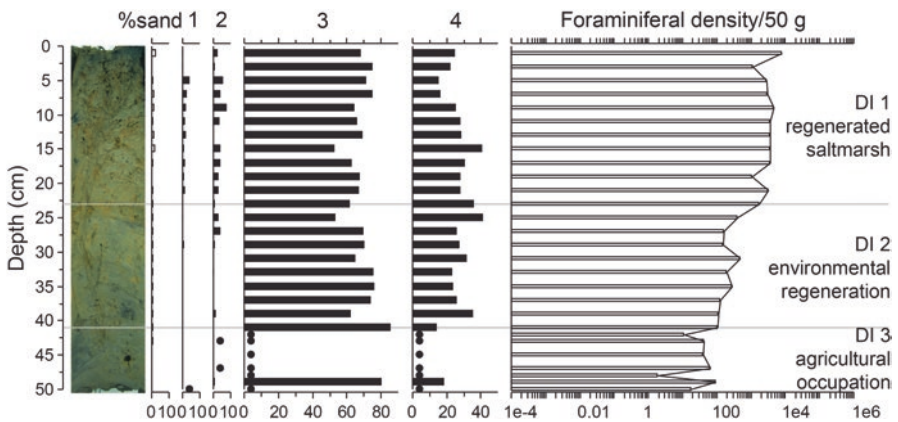 %sand 1 2 3 4 Foraminiferal density/50 g
Depth (cm)
0
5
10
15
20
25
30
35
40
45
50
DI 1
regenerated
saltmarsh
DI 2
environmental
regeneration
DI 3
agricultural
occupation
0 100 0 10 0 10 0 20 40 60 80 0 20 40 1e-4 0.01 1 100 1e4 1e6